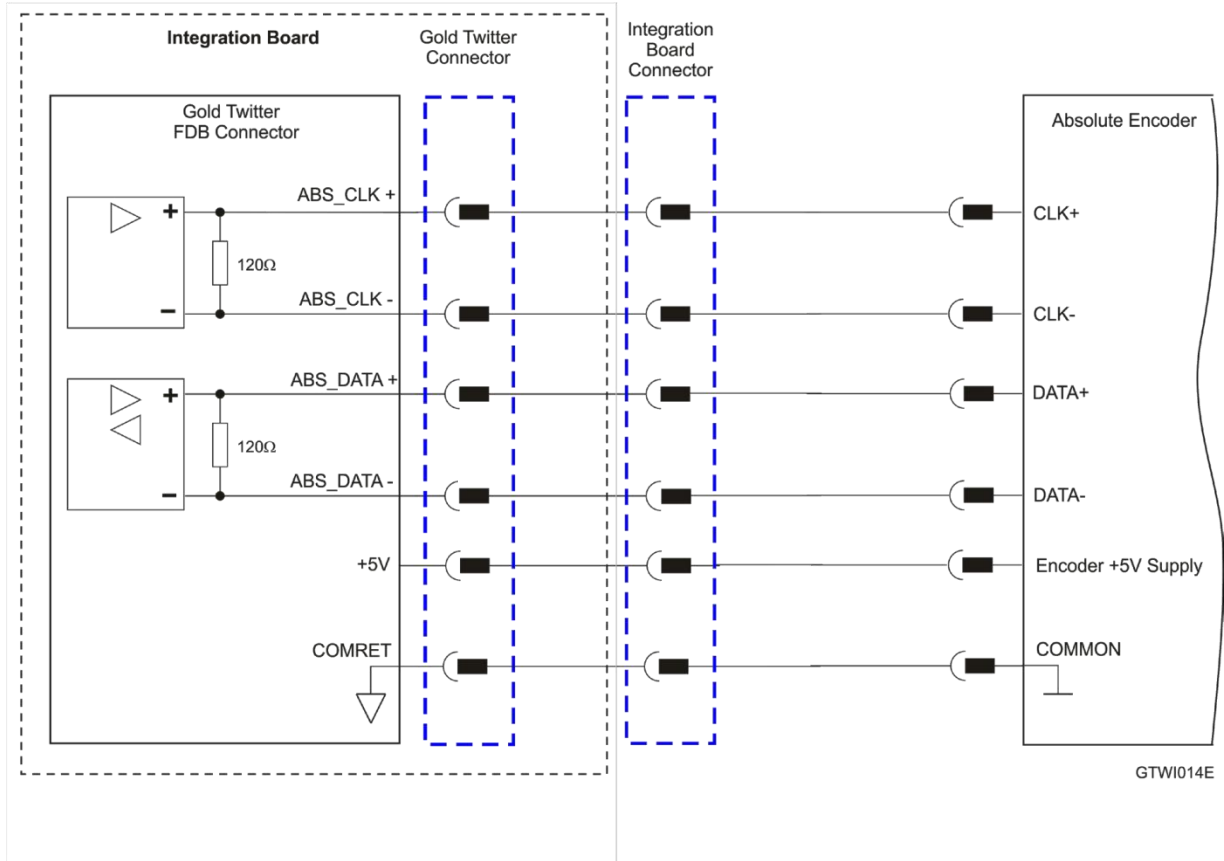 Integration Board
Gold Twitter
Connector
Integration
Board
Connector
Gold Twitter
FDB Connector
Absolute Encoder
ABS_CLK +
+
120Ω
CLK+
ABS_CLK -
−
CLK-
ABS_DATA +
+
120Ω
DATA+
ABS_DATA -
−
DATA-
+5V
Encoder +5V Supply
COMRET
COMMON
GTWI014E